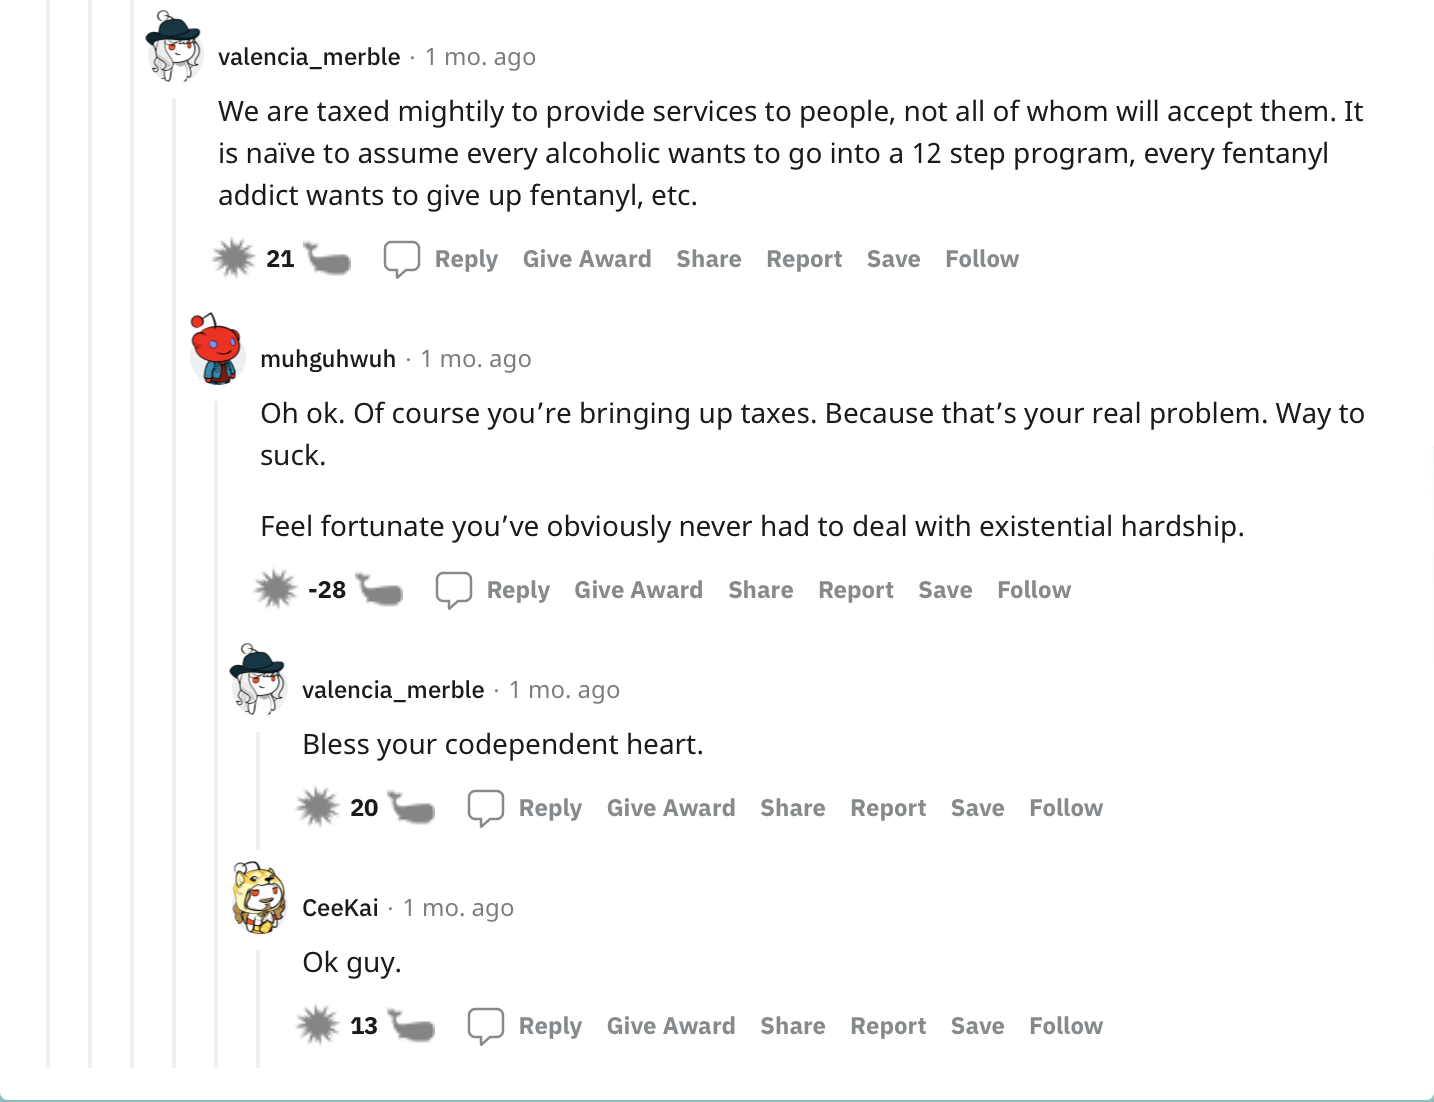 valencia_merble · 1 mo. ago
We are taxed mightily to provide services to people, not all of whom will accept them. It
is naïve to assume every alcoholic wants to go into a 12 step program, every fentanyl
addict wants to give up fentanyl, etc.
21 Reply Give Award Share Report Save Follow
muhguhwuh · 1 mo. ago
Oh ok. Of course you’re bringing up taxes. Because that’s your real problem. Way to
suck.
Feel fortunate you’ve obviously never had to deal with existential hardship.
-28 Reply Give Award Share Report Save Follow
valencia_merble · 1 mo. ago
Bless your codependent heart.
20 Reply Give Award Share Report Save Follow
CeeKai · 1 mo. ago
Ok guy.
13 Reply Give Award Share Report Save Follow